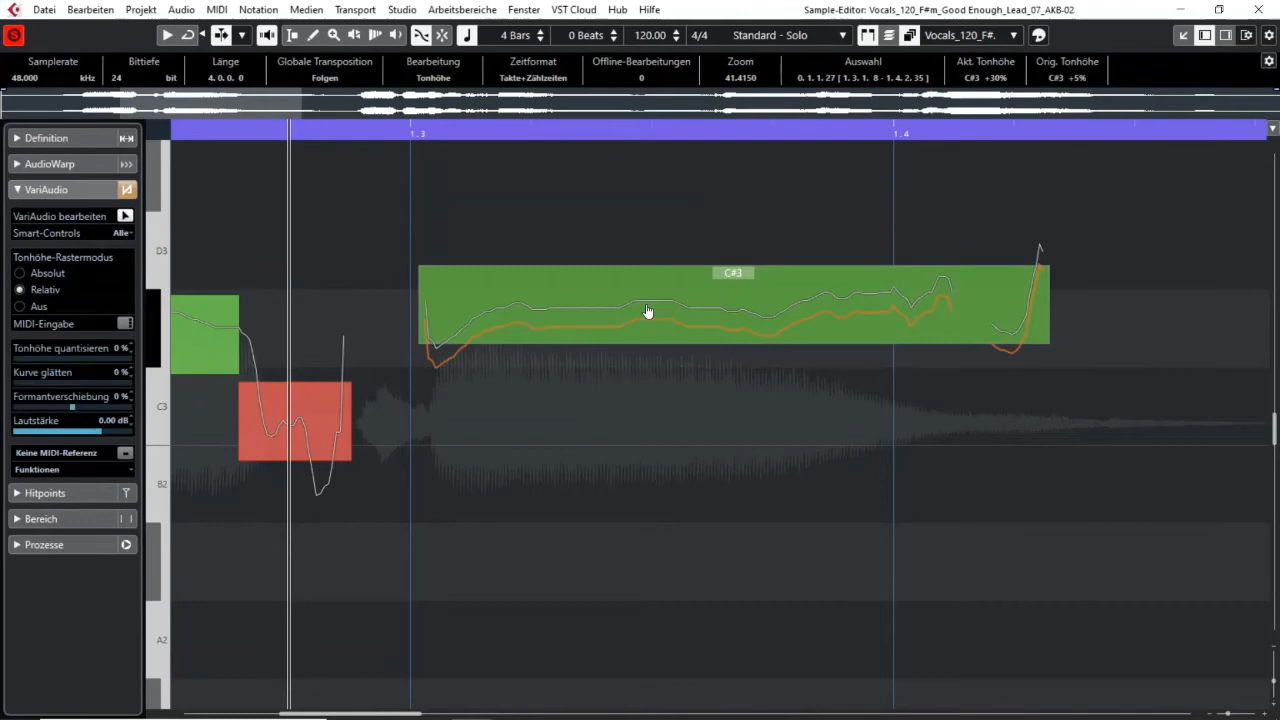 Datei Bearbeiten Projekt Audio MIDI Notation Medien Transport Studio Arbeitsbereiche Fenster VST Cloud Hub Hilfe Sample-Editor: Vocals_120_F#m_Good Enough_Lead_07_AKB-02
S 4 Bars 0 Beats 120.00 4/4 Standard - Solo Vocals_120_F#.
Samplerate Bittiefe Länge Globale Transposition Bearbeitung Zeitformat Offline-Bearbeitungen Zoom Auswahl Akt. Tonhöhe Orig. Tonhöhe
48.000 kHz 24 bit 4. 0. 0. 0 Folgen Tonhöhe Takte+Zählzeiten 0 41.4150 0. 1. 1. 27 [ 1. 3. 1. 8 - 1. 4. 2. 35 ] C#3 +30% C#3 +5%
1. 3 1. 4
Definition
AudioWarp
VariAudio
VariAudio bearbeiten
Smart-Controls Alle
Tonhöhe-Rastermodus
Absolut
Relativ
Aus
MIDI-Eingabe
Tonhöhe quantisieren 0 %
Kurve glätten 0 %
Formantverschiebung 0 %
Lautstärke 0.00 dB
Keine MIDI-Referenz
Funktionen
Hitpoints
Bereich
Prozesse
D3
C#3
C3
B2
A2